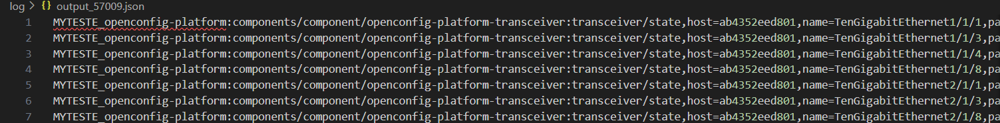 log > {} output_57009.json
1 MYTESTE_openconfig-platform:components/component/openconfig-platform-transceiver:transceiver/state,host=ab4352eed801,name=TenGigabitEthernet1/1/1,pa
2 MYTESTE_openconfig-platform:components/component/openconfig-platform-transceiver:transceiver/state,host=ab4352eed801,name=TenGigabitEthernet1/1/3,pa
3 MYTESTE_openconfig-platform:components/component/openconfig-platform-transceiver:transceiver/state,host=ab4352eed801,name=TenGigabitEthernet1/1/4,pa
4 MYTESTE_openconfig-platform:components/component/openconfig-platform-transceiver:transceiver/state,host=ab4352eed801,name=TenGigabitEthernet1/1/8,pa
5 MYTESTE_openconfig-platform:components/component/openconfig-platform-transceiver:transceiver/state,host=ab4352eed801,name=TenGigabitEthernet2/1/1,pa
6 MYTESTE_openconfig-platform:components/component/openconfig-platform-transceiver:transceiver/state,host=ab4352eed801,name=TenGigabitEthernet2/1/3,pa
7 MYTESTE_openconfig-platform:components/component/openconfig-platform-transceiver:transceiver/state,host=ab4352eed801,name=TenGigabitEthernet2/1/8,pa